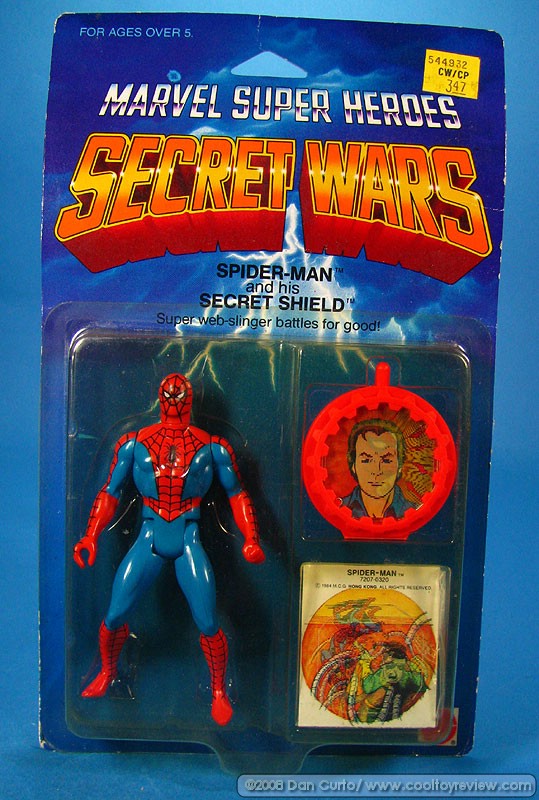 FOR AGES OVER 5.
544932
CW/CP
347
MARVEL SUPER HEROES
SECRET WARS
SPIDER-MAN™
and his
SECRET SHIELD™
Super web-slinger battles for good!
SPIDER-MAN™
7207-0320
© 1984 M.C.G. HONG KONG. ALL RIGHTS RESERVED.
Dan Curto/ www.cooltoyreview.com